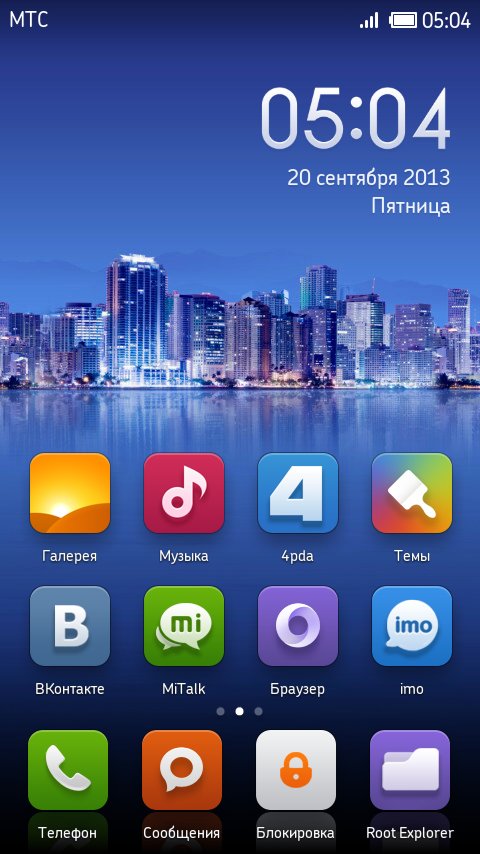 МТС 05:04
05:04
20 сентября 2013
Пятница
4
Галерея Музыка 4pda Темы
B mi imo
ВКонтакте MiTalk Браузер imo
Телефон Сообщения Блокировка Root Explorer